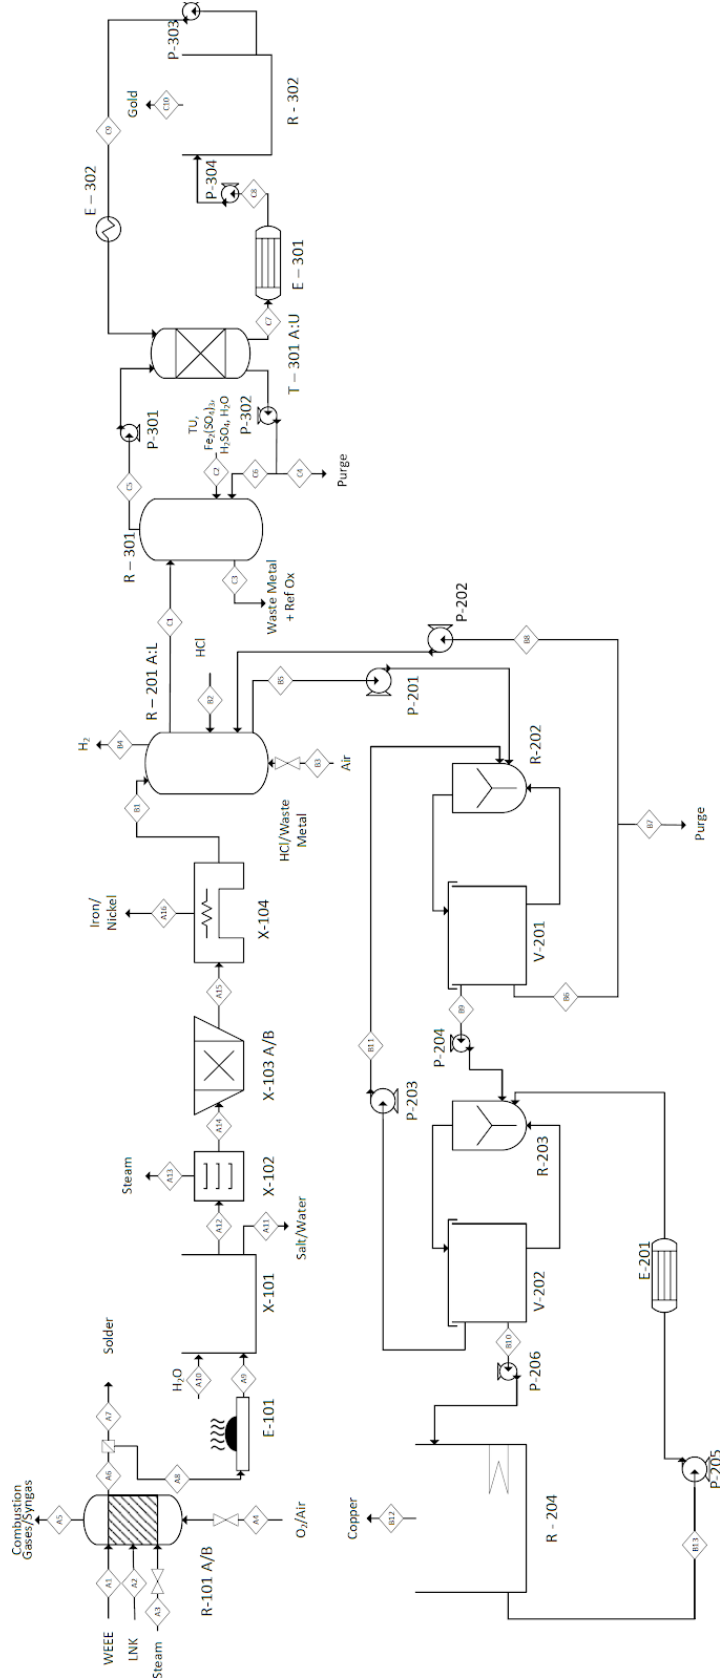 WEEE
LNK
Steam
A1
A2
A3
Combustion
Gases/Syngas
A5
R-101 A/B
O₂/Air
A4
A6
A7
Solder
A8
E-101
A9
H₂O
A10
X-101
Salt/Water
A11
A12
X-102
Steam
A13
A14
X-103 A/B
A15
X-104
Iron/
Nickel
A16
B1
H₂
B4
R – 201 A:L
HCl
B2
B3
Air
HCl/Waste
Metal
B5
P-201
P-202
B8
C1
R – 301
Waste Metal
+ Ref Ox
C3
C2
TU,
Fe₂(SO₄)₃,
H₂SO₄, H₂O
C6
C4
Purge
C5
P-301
P-302
T – 301 A:U
C7
E – 301
C8
P-304
R - 302
Gold
C10
P-303
C9
E – 302
R-202
V-201
B6
B7
Purge
B9
P-204
B11
P-203
R-203
V-202
B10
P-206
E-201
P-205
B13
R - 204
Copper
B12